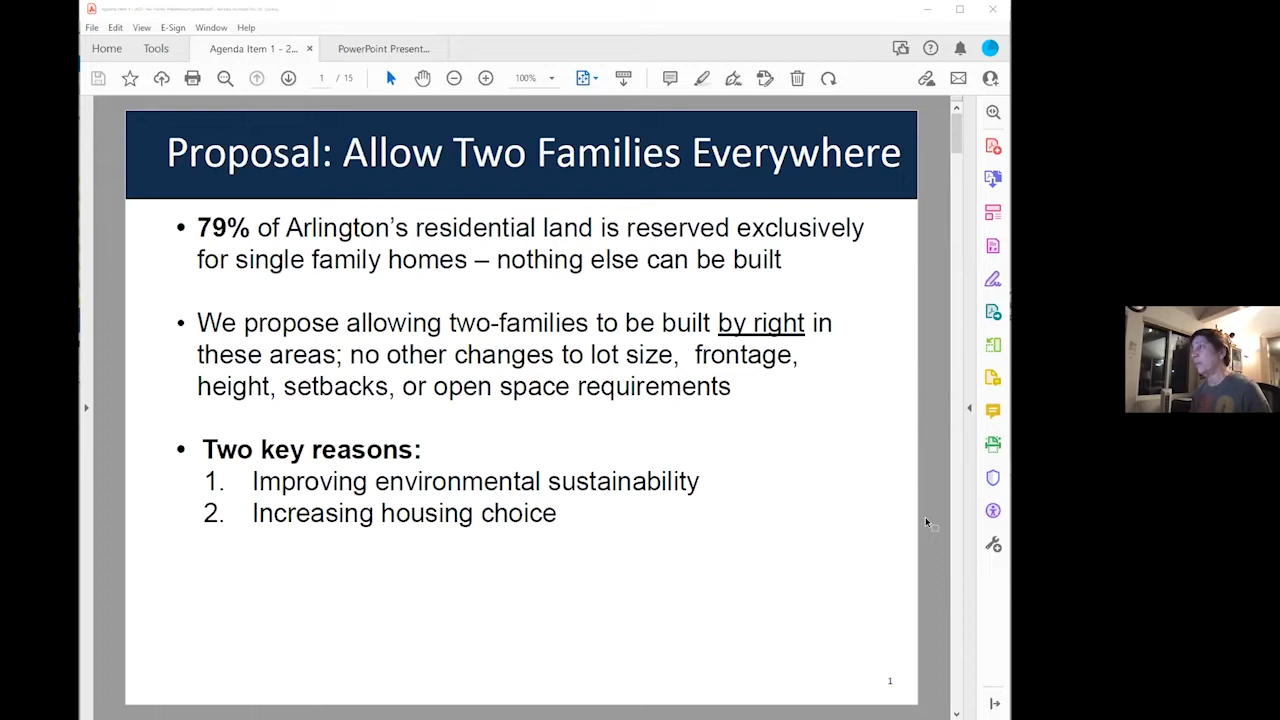 File Edit View E-Sign Window Help
Home Tools Agenda Item 1 - 2... × PowerPoint Present...
1 / 15 100%
Proposal: Allow Two Families Everywhere
• 79% of Arlington’s residential land is reserved exclusively
for single family homes – nothing else can be built
• We propose allowing two-families to be built by right in
these areas; no other changes to lot size, frontage,
height, setbacks, or open space requirements
• Two key reasons:
1. Improving environmental sustainability
2. Increasing housing choice
1